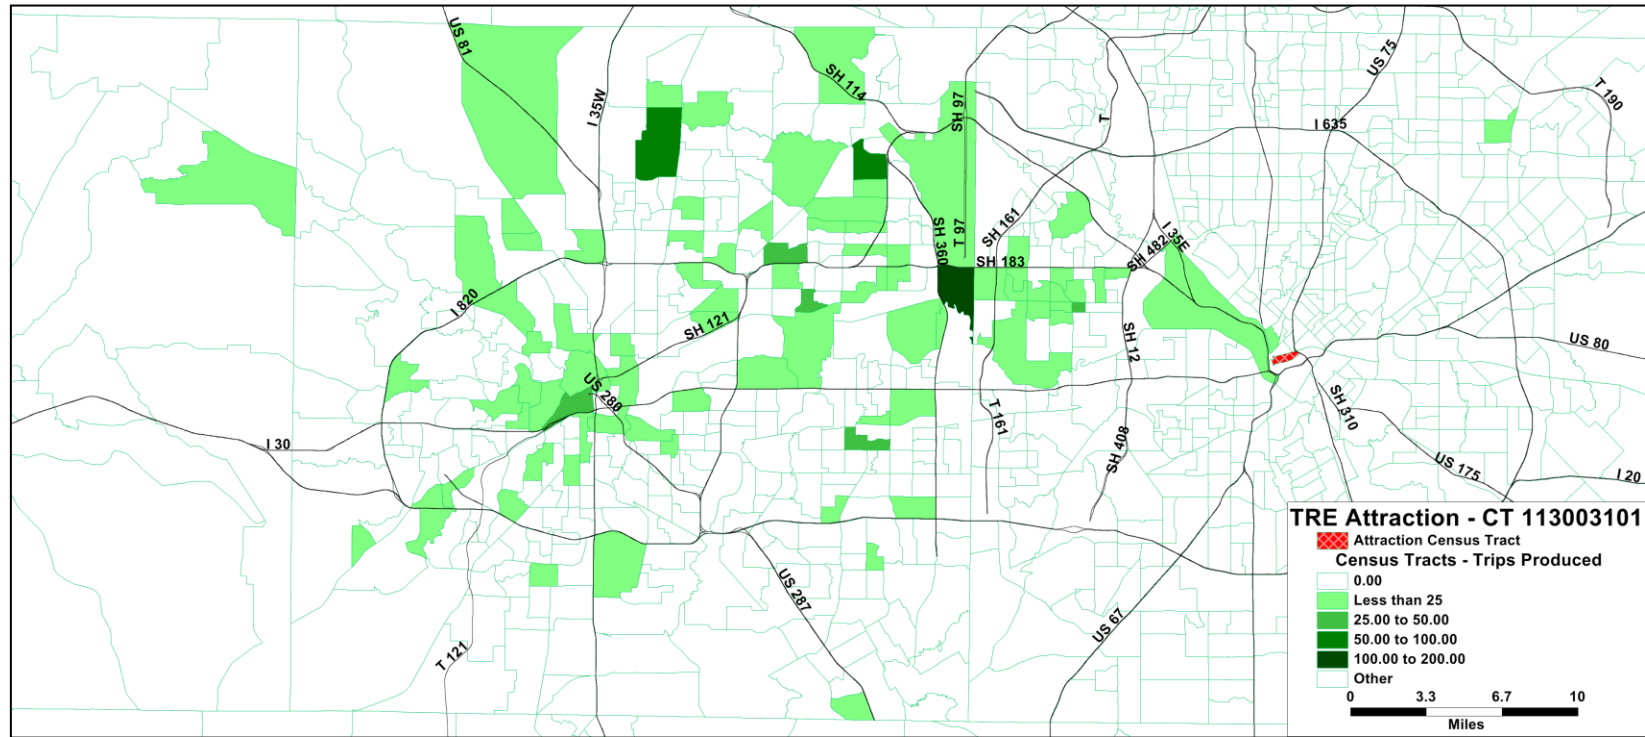 US 81
I 35W
SH 114
SH 97
T
US 75
T 190
I 635
T 97
SH 161
SH 360
SH 183
SH 482
I 35E
I 820
SH 121
US 280
SH 12
US 80
SH 310
I 30
T 161
SH 408
US 175
I 20
US 287
US 67
T 121
TRE Attraction - CT 113003101
Attraction Census Tract
Census Tracts - Trips Produced
0.00
Less than 25
25.00 to 50.00
50.00 to 100.00
100.00 to 200.00
Other
0 3.3 6.7 10
Miles